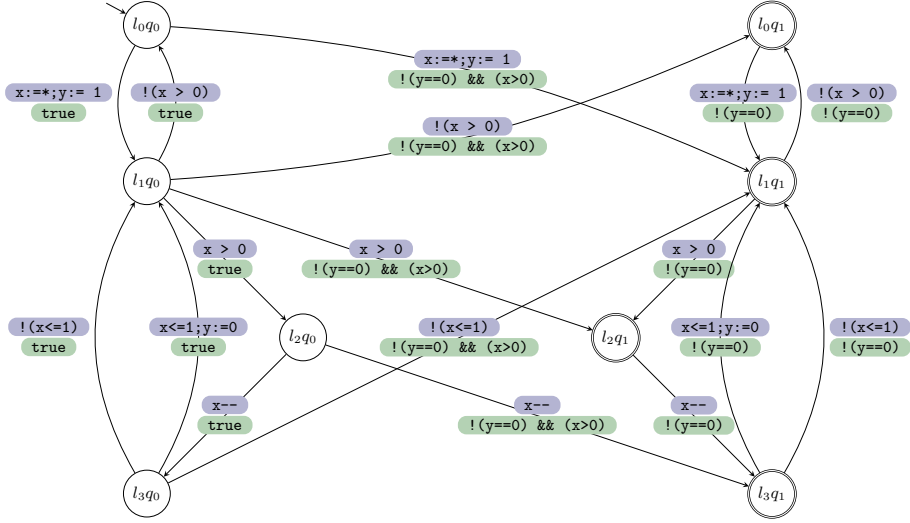 l0q0
l0q1
x:=*;y:= 1
!(y==0) && (x>0)
x:=*;y:= 1
true
!(x > 0)
true
x:=*;y:= 1
!(y==0)
!(x > 0)
!(y==0)
!(x > 0)
!(y==0) && (x>0)
l1q0
l1q1
x > 0
true
x > 0
!(y==0) && (x>0)
x > 0
!(y==0)
!(x<=1)
true
x<=1;y:=0
true
l2q0
!(x<=1)
!(y==0) && (x>0)
l2q1
x<=1;y:=0
!(y==0)
!(x<=1)
!(y==0)
x--
true
x--
!(y==0) && (x>0)
x--
!(y==0)
l3q0
l3q1